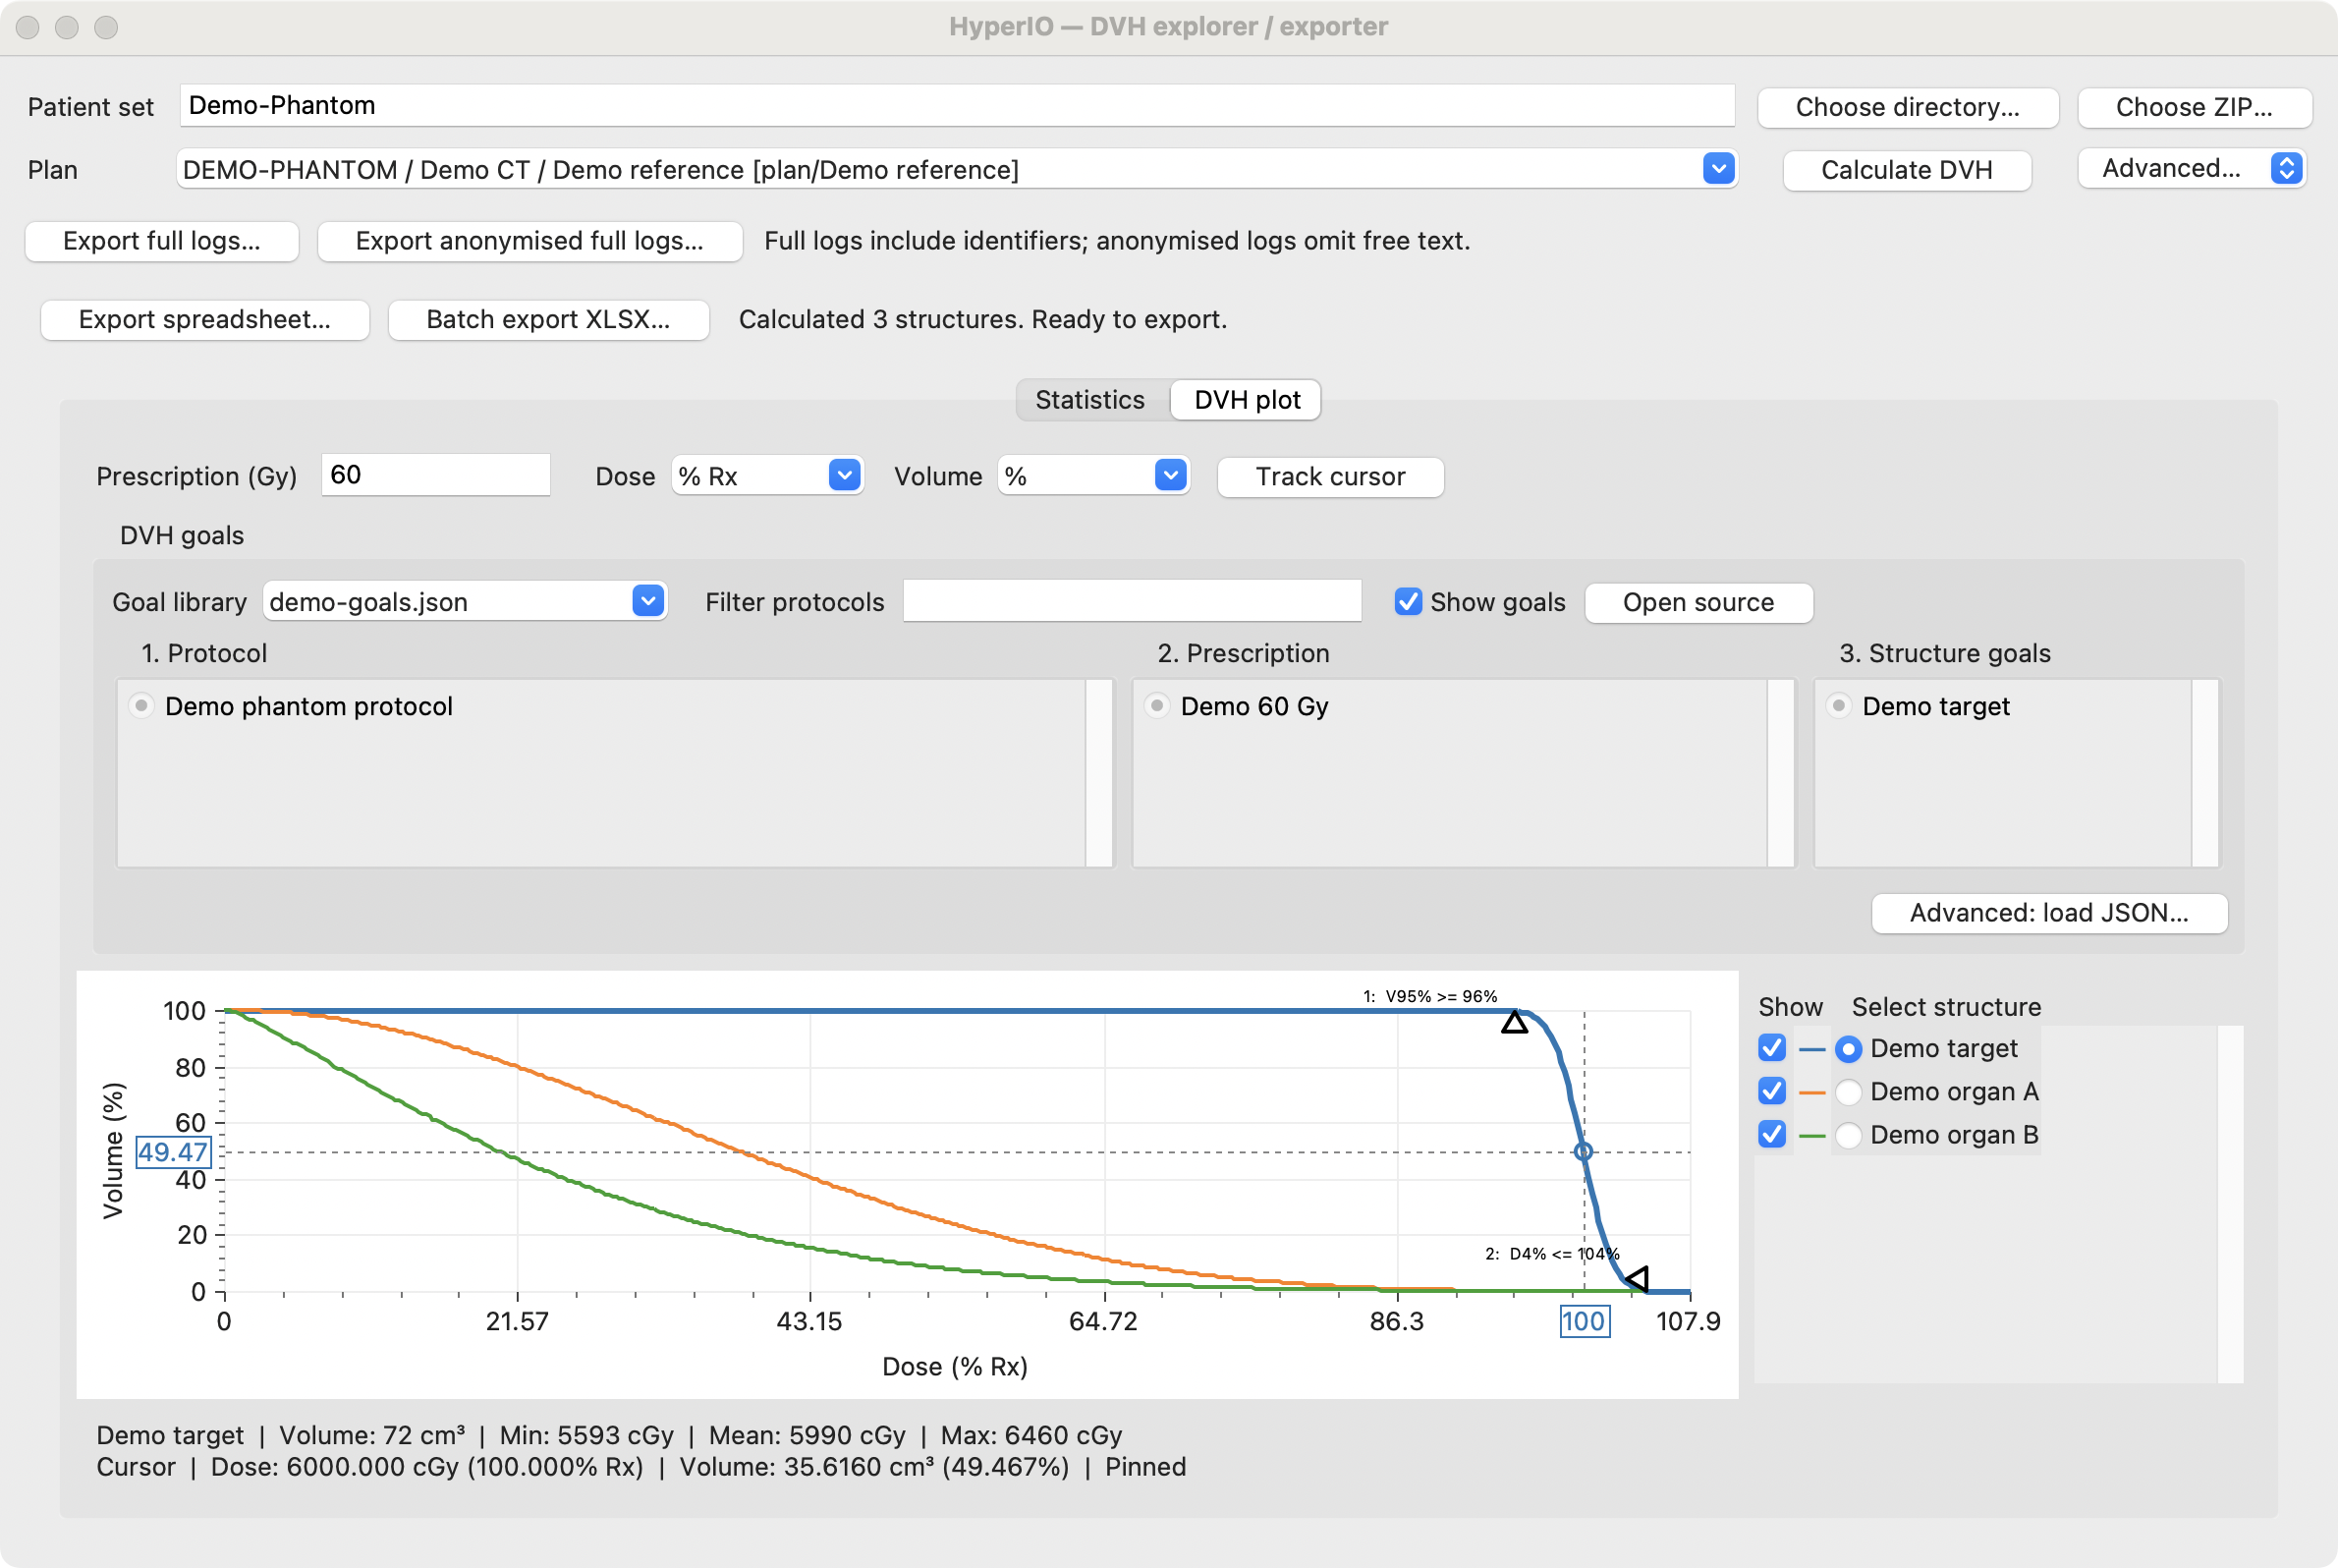 HyperIO — DVH explorer / exporter
Patient set Demo-Phantom Choose directory... Choose ZIP...
Plan DEMO-PHANTOM / Demo CT / Demo reference [plan/Demo reference] Calculate DVH Advanced...
Export full logs... Export anonymised full logs... Full logs include identifiers; anonymised logs omit free text.
Export spreadsheet... Batch export XLSX... Calculated 3 structures. Ready to export.
Statistics DVH plot
Prescription (Gy) 60 Dose % Rx Volume % Track cursor
DVH goals
Goal library demo-goals.json Filter protocols Show goals Open source
1. Protocol 2. Prescription 3. Structure goals
Demo phantom protocol Demo 60 Gy Demo target
Advanced: load JSON...
1: V95% >= 96%
2: D4% <= 104%
Volume (%)
100
80
60
49.47
40
20
0
0 21.57 43.15 64.72 86.3 100 107.9
Dose (% Rx)
Show Select structure
Demo target
Demo organ A
Demo organ B
Demo target | Volume: 72 cm³ | Min: 5593 cGy | Mean: 5990 cGy | Max: 6460 cGy
Cursor | Dose: 6000.000 cGy (100.000% Rx) | Volume: 35.6160 cm³ (49.467%) | Pinned